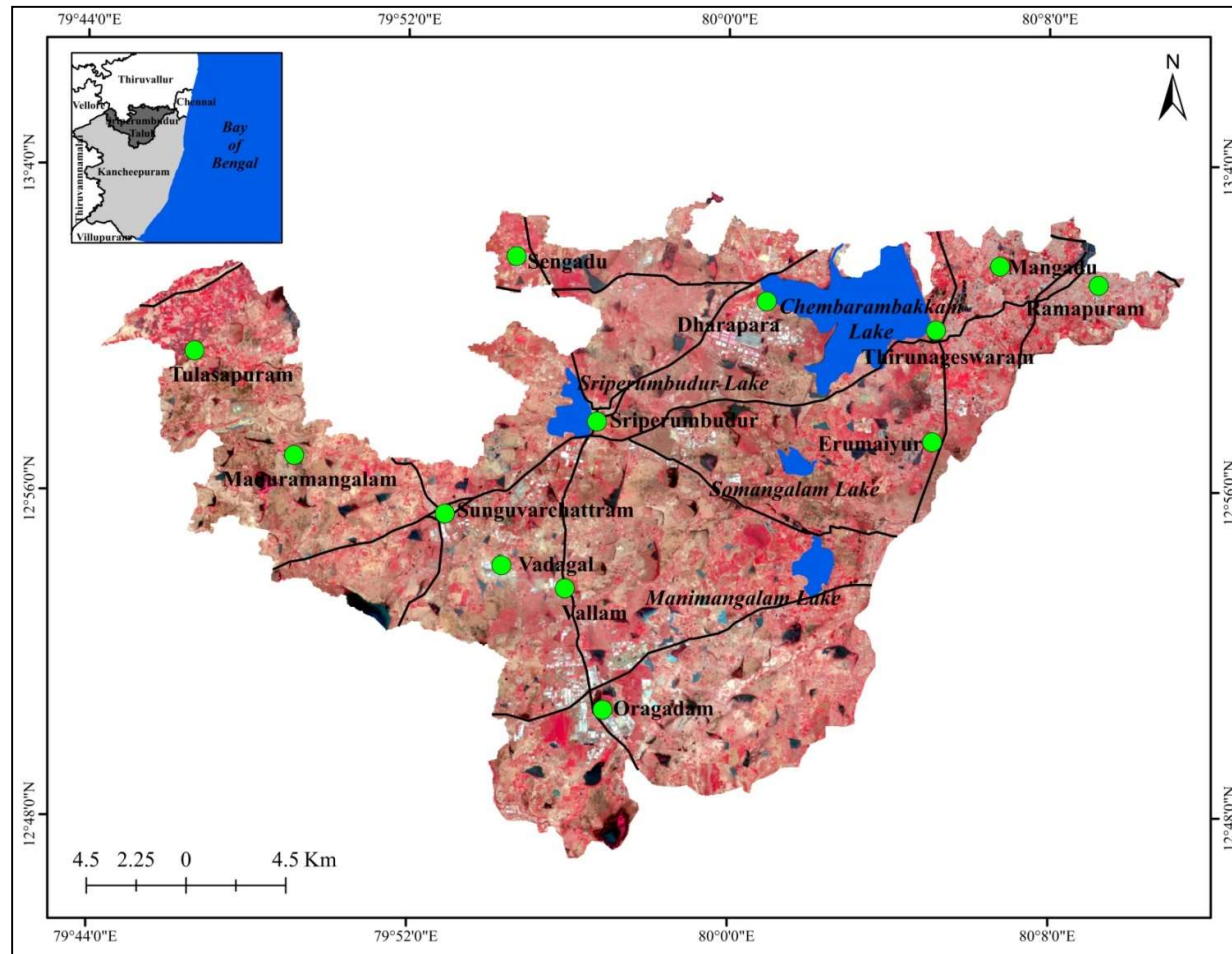 79°44'0"E
79°52'0"E
80°0'0"E
80°8'0"E
N
Thiruvallur
Vellore
Chennai
Sriperumbudur
Taluk
Bay
of
Bengal
Kancheepuram
Thiruvannamalai
Villupuram
13°4'0"N
13°4'0"N
Sengadu
Mangadu
Ramapuram
Chembarambakkam
Lake
Dharapara
Thirunageswaram
Tulasapuram
Sriperumbudur Lake
Sriperumbudur
Erumaiyur
Maduramangalam
Somangalam Lake
12°56'0"N
12°56'0"N
Sunguvarchattram
Vadagal
Vallam
Manimangalam Lake
Oragadam
12°48'0"N
12°48'0"N
4.5 2.25 0 4.5 Km
79°44'0"E
79°52'0"E
80°0'0"E
80°8'0"E